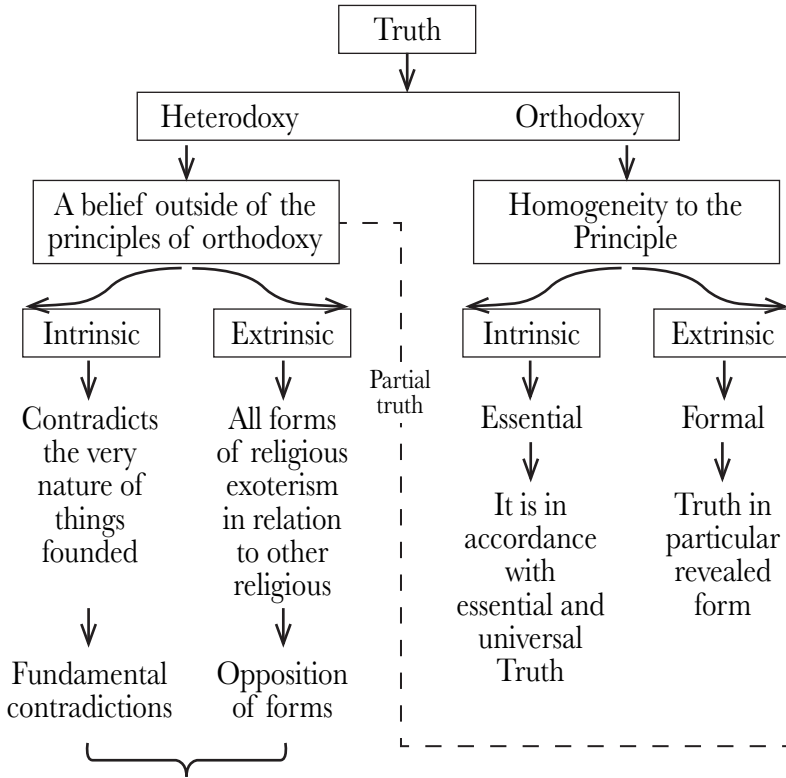 Truth
Heterodoxy
Orthodoxy
A belief outside of the
principles of orthodoxy
Homogeneity to the
Principle
Intrinsic
Extrinsic
Intrinsic
Extrinsic
Partial
truth
Contradicts
the very
nature of
things
founded
All forms
of religious
exoterism
in relation
to other
religious
Essential
Formal
It is in
accordance
with
essential and
universal
Truth
Truth in
particular
revealed
form
Fundamental
contradictions
Opposition
of forms